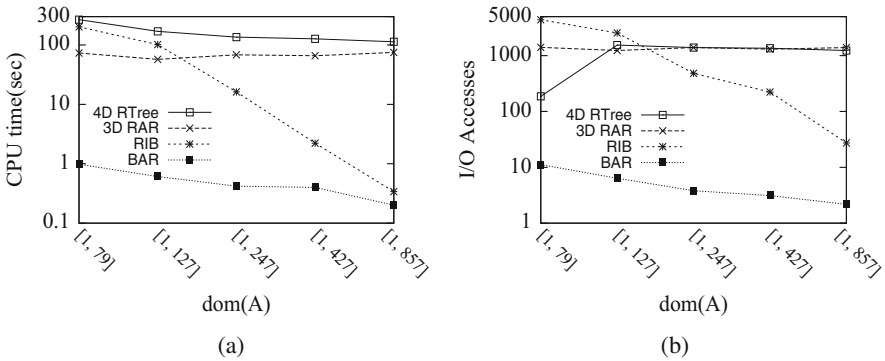 300
100
10
1
0.1
CPU time(sec)
4D RTree
3D RAR
RIB
BAR
[1, 79]
[1, 127]
[1, 247]
[1, 427]
[1, 857]
dom(A)
(a)
5000
1000
100
10
1
I/O Accesses
4D RTree
3D RAR
RIB
BAR
[1, 79]
[1, 127]
[1, 247]
[1, 427]
[1, 857]
dom(A)
(b)